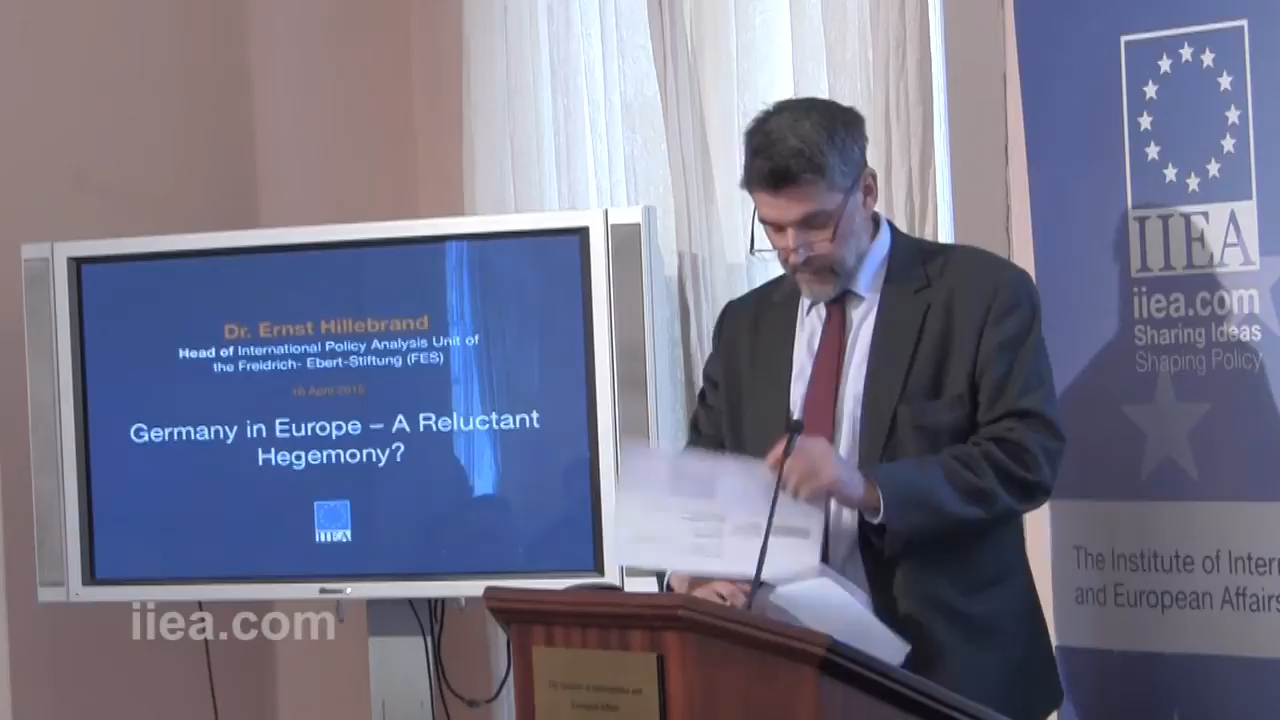 Dr. Ernst Hillebrand
Head of International Policy Analysis Unit of
the Freidrich- Ebert-Stiftung (FES)
16 April 2015
Germany in Europe – A Reluctant
Hegemony?
IIEA
iiea.com
IIEA
iiea.com
Sharing Ideas
Shaping Policy
The Institute of Inter
and European Affairs